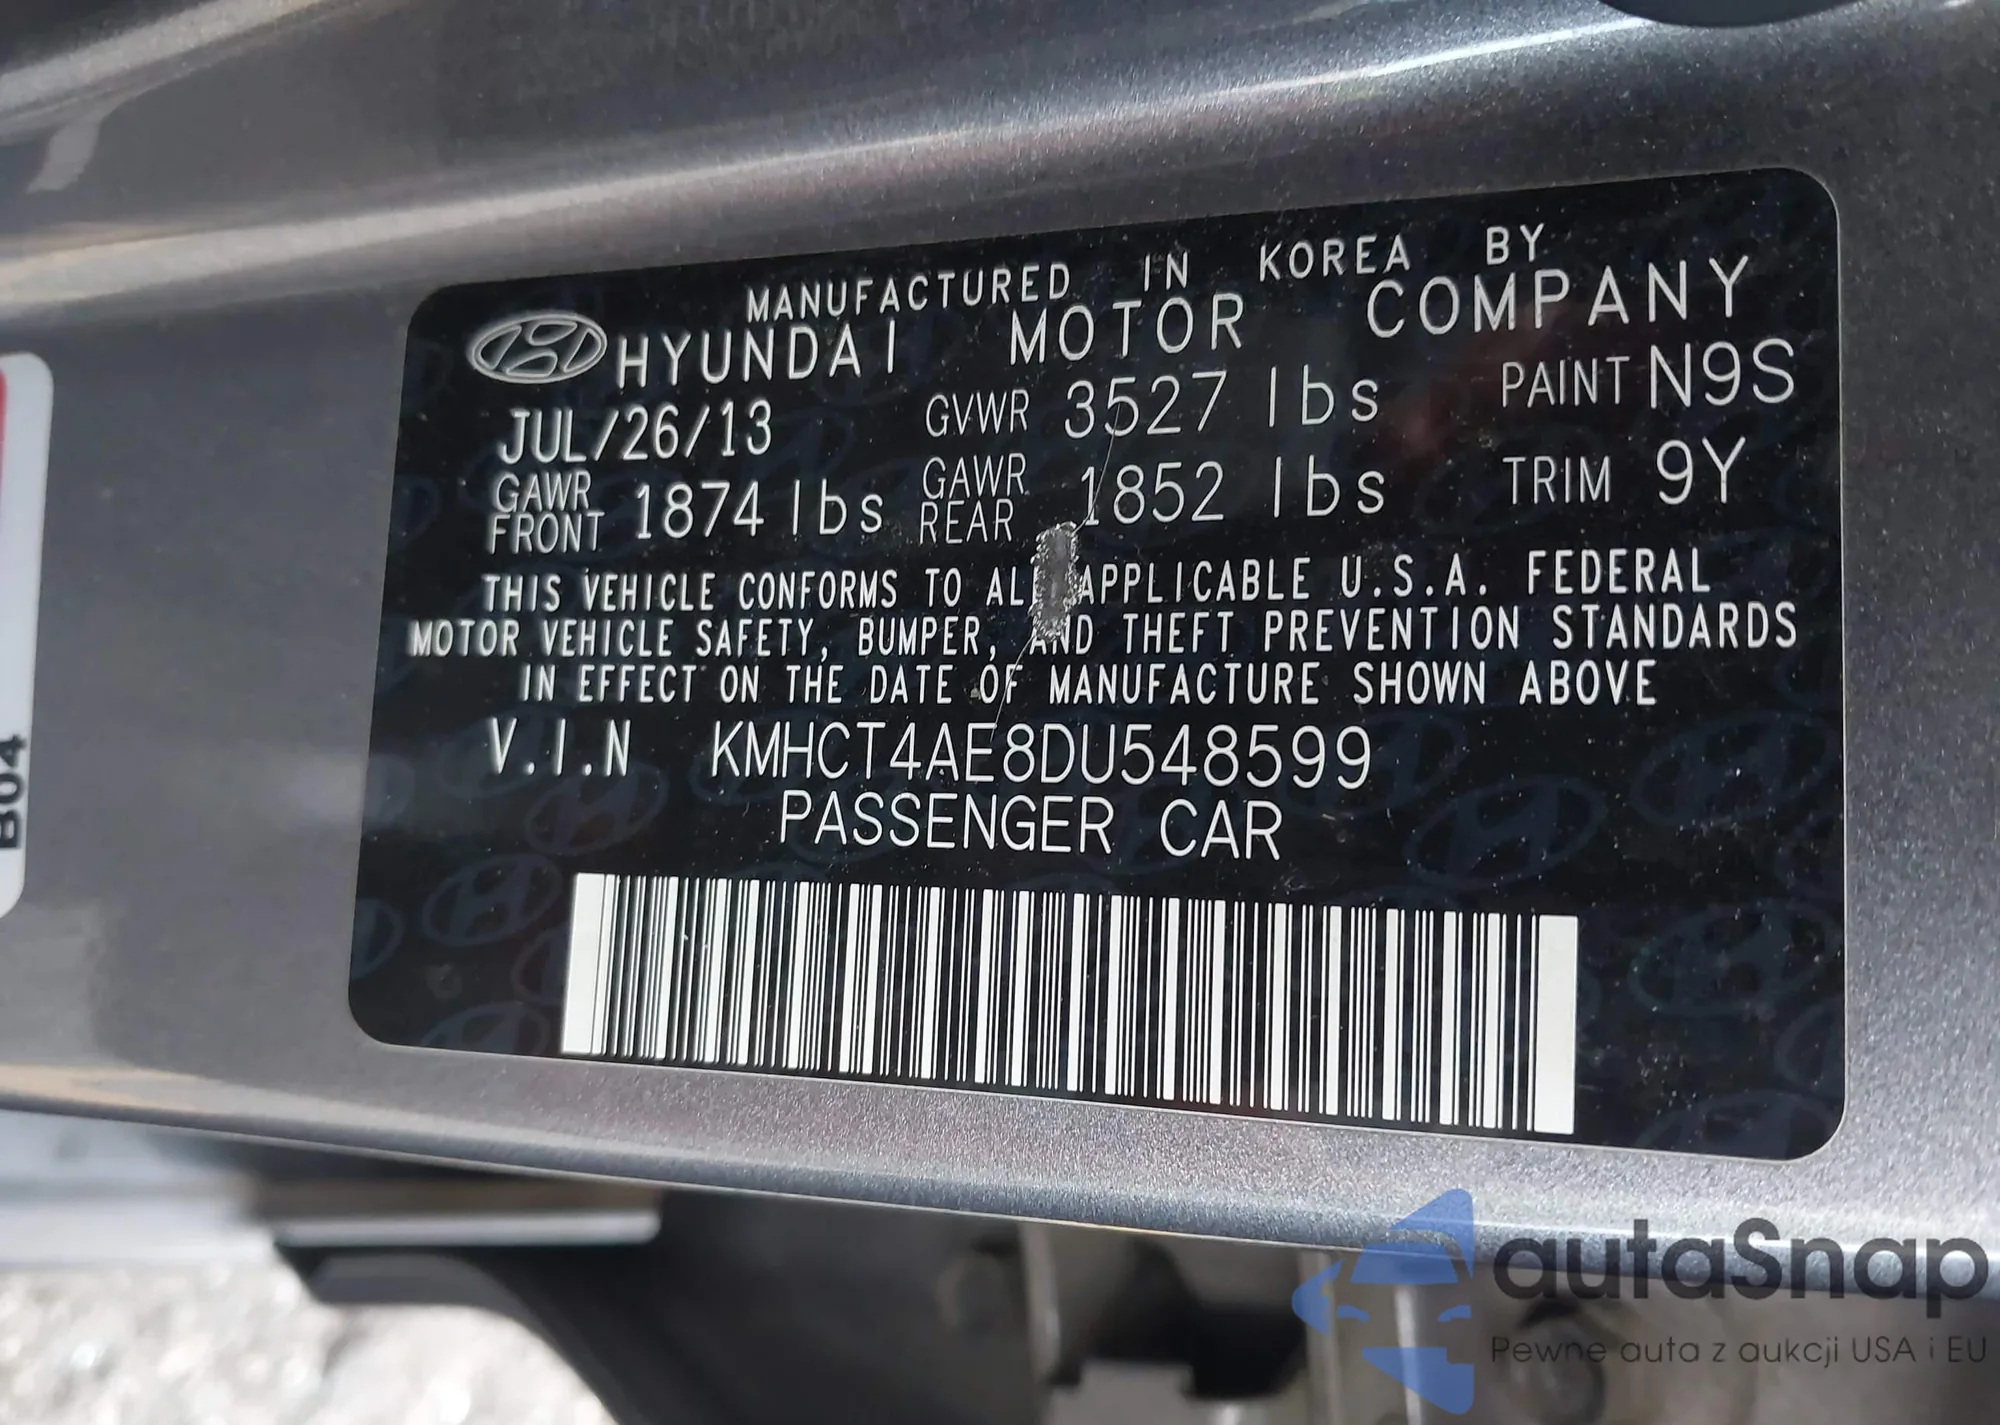 MANUFACTURED IN KOREA BY
HYUNDAI MOTOR COMPANY
JUL/26/13 GVWR 3527 lbs PAINT N9S
GAWR FRONT 1874 lbs GAWR REAR 1852 lbs TRIM 9Y
THIS VEHICLE CONFORMS TO ALL APPLICABLE U.S.A. FEDERAL
MOTOR VEHICLE SAFETY, BUMPER, AND THEFT PREVENTION STANDARDS
IN EFFECT ON THE DATE OF MANUFACTURE SHOWN ABOVE
V.I.N KMHCT4AE8DU548599
PASSENGER CAR
B04
autaSnap
Pewne auta z aukcji USA i EU